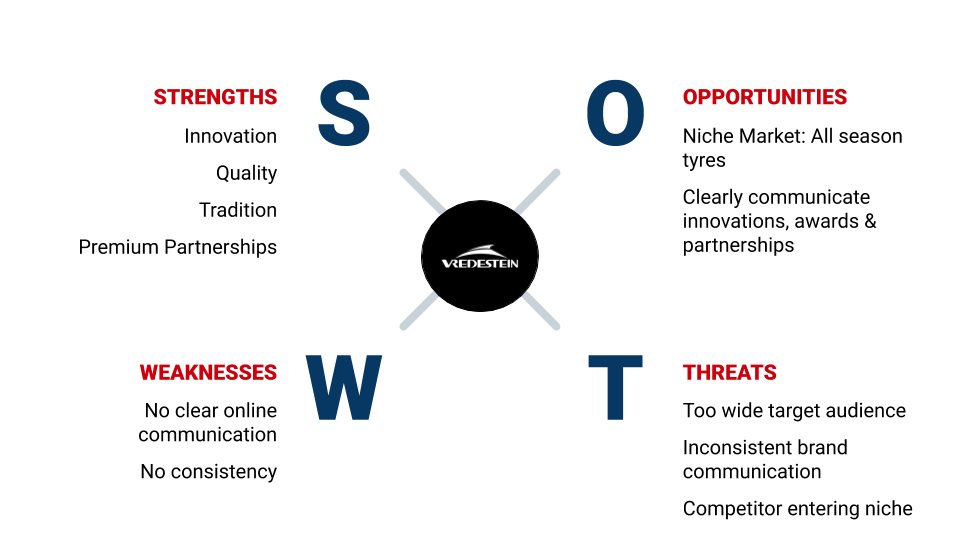 S
STRENGTHS
Innovation
Quality
Tradition
Premium Partnerships
O
OPPORTUNITIES
Niche Market: All season
tyres
Clearly communicate
innovations, awards &
partnerships
VREDESTEIN
W
WEAKNESSES
No clear online
communication
No consistency
T
THREATS
Too wide target audience
Inconsistent brand
communication
Competitor entering niche